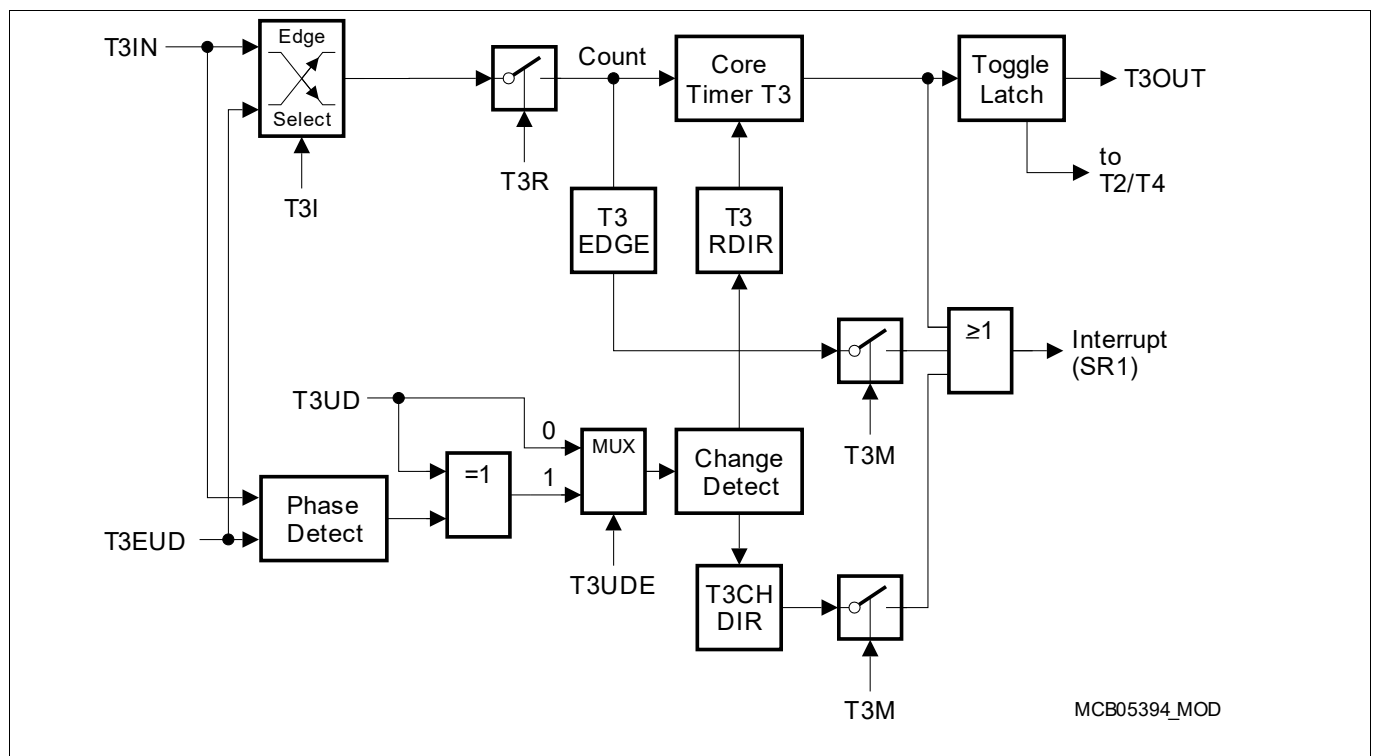 T3IN
Edge
Select
T3I
T3R
Count
Core
Timer T3
Toggle
Latch
T3OUT
to
T2/T4
T3
EDGE
T3
RDIR
≥1
Interrupt
(SR1)
T3M
T3UD
0
1
MUX
=1
Change
Detect
Phase
Detect
T3EUD
T3UDE
T3CH
DIR
T3M
MCB05394_MOD